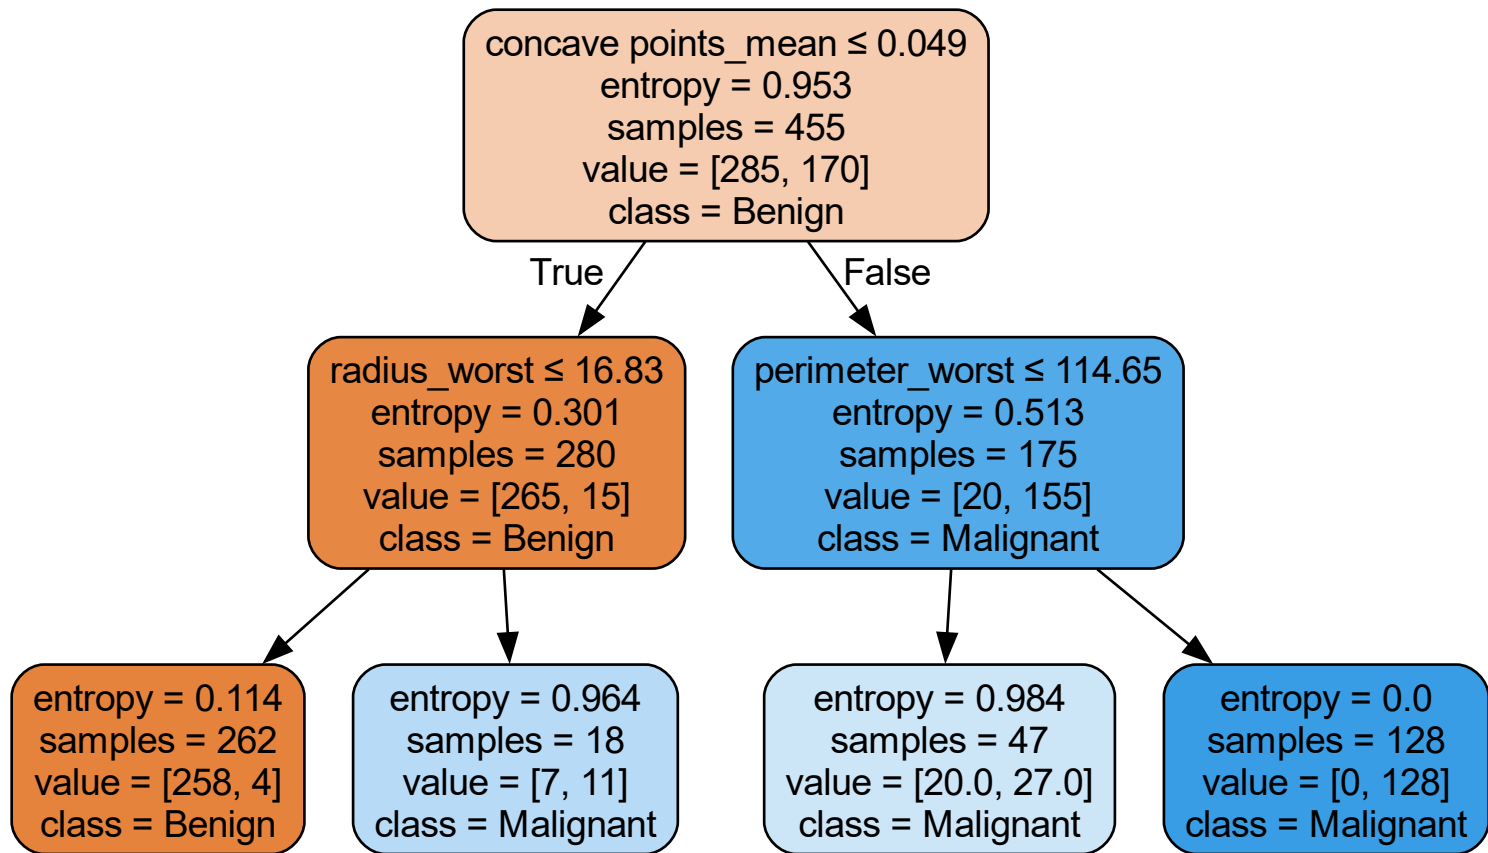 concave points_mean ≤ 0.049
entropy = 0.953
samples = 455
value = [285, 170]
class = Benign
True
False
radius_worst ≤ 16.83
entropy = 0.301
samples = 280
value = [265, 15]
class = Benign
perimeter_worst ≤ 114.65
entropy = 0.513
samples = 175
value = [20, 155]
class = Malignant
entropy = 0.114
samples = 262
value = [258, 4]
class = Benign
entropy = 0.964
samples = 18
value = [7, 11]
class = Malignant
entropy = 0.984
samples = 47
value = [20.0, 27.0]
class = Malignant
entropy = 0.0
samples = 128
value = [0, 128]
class = Malignant